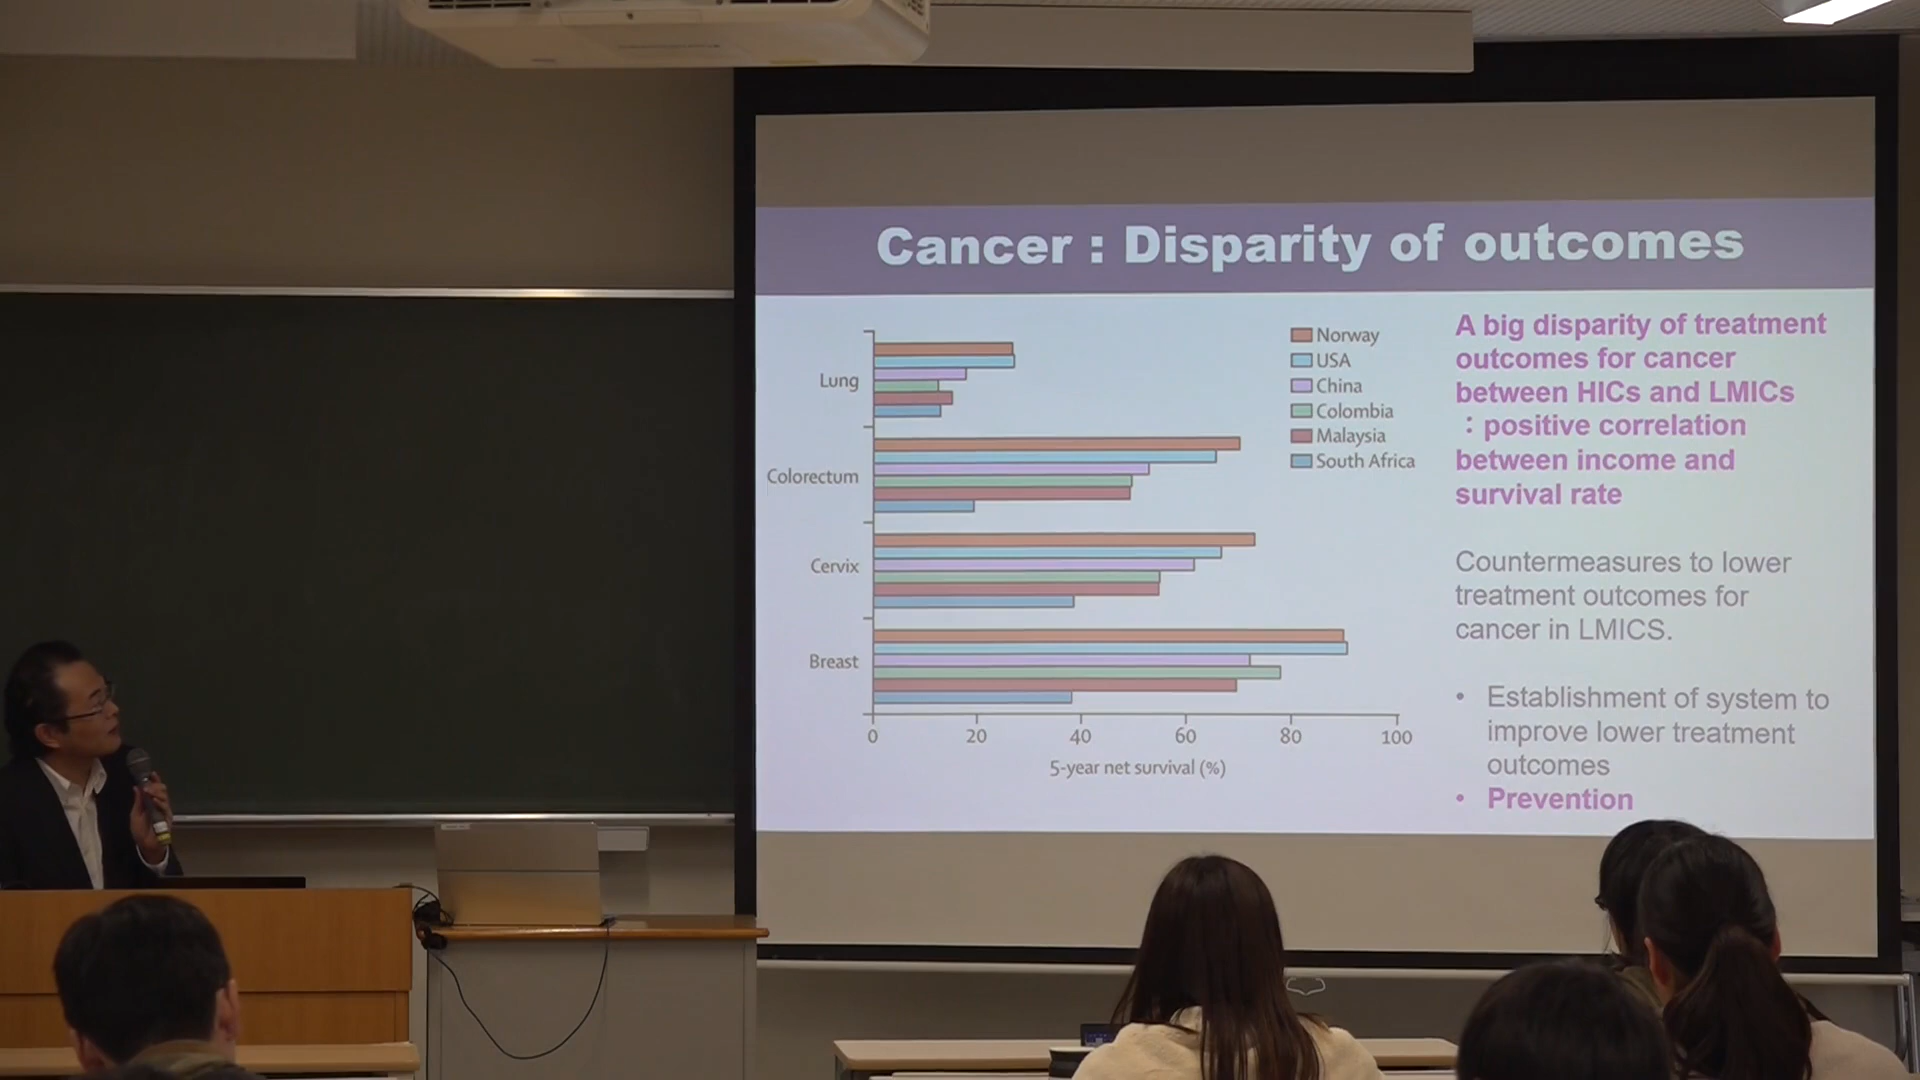 Cancer : Disparity of outcomes
Lung
Colorectum
Cervix
Breast
0 20 40 60 80 100
5-year net survival (%)
Norway
USA
China
Colombia
Malaysia
South Africa
A big disparity of treatment
outcomes for cancer
between HICs and LMICs
：positive correlation
between income and
survival rate
Countermeasures to lower
treatment outcomes for
cancer in LMICS.
• Establishment of system to
improve lower treatment
outcomes
• Prevention